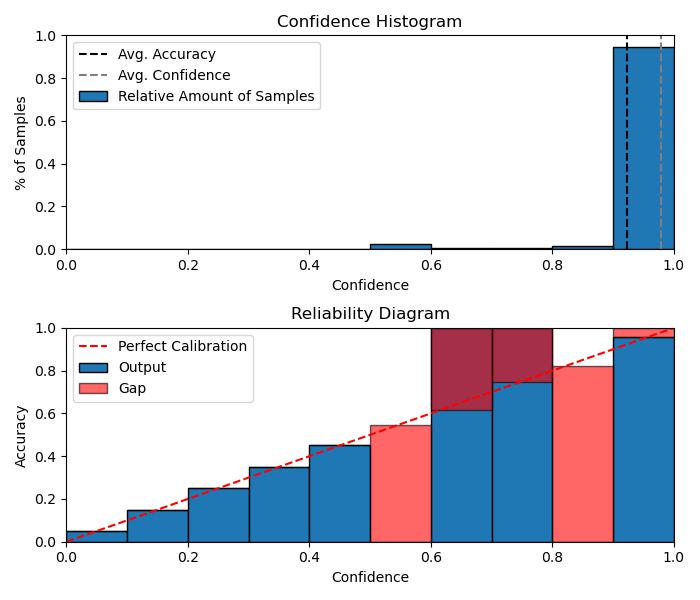 Confidence Histogram
1.0
0.8
0.6
0.4
0.2
0.0
% of Samples
Avg. Accuracy
Avg. Confidence
Relative Amount of Samples
0.0 0.2 0.4 0.6 0.8 1.0
Confidence
Reliability Diagram
1.0
0.8
0.6
0.4
0.2
0.0
Accuracy
Perfect Calibration
Output
Gap
0.0 0.2 0.4 0.6 0.8 1.0
Confidence